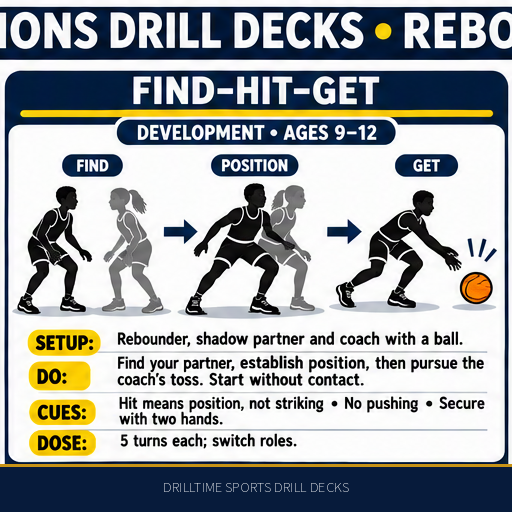 IONS DRILL DECKS • REBO
FIND-HIT-GET
DEVELOPMENT • AGES 9–12
FIND
POSITION
GET
SETUP: Rebounder, shadow partner and coach with a ball.
DO: Find your partner, establish position, then pursue the
coach's toss. Start without contact.
CUES: Hit means position, not striking • No pushing • Secure
with two hands.
DOSE: 5 turns each; switch roles.
DRILLTIME SPORTS DRILL DECKS